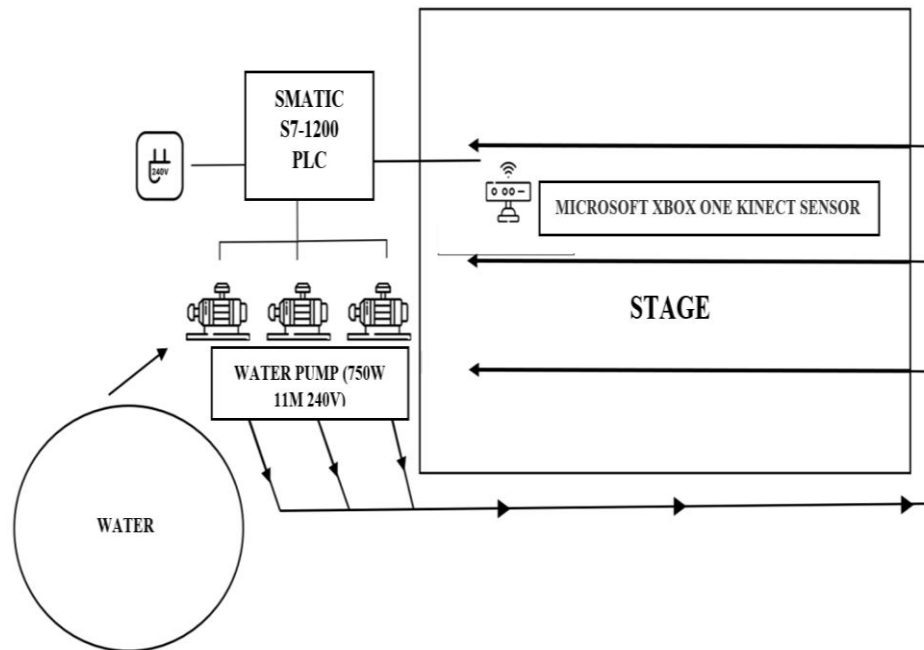 SMATIC
S7-1200
PLC
240V
MICROSOFT XBOX ONE KINECT SENSOR
STAGE
WATER PUMP (750W
11M 240V)
WATER